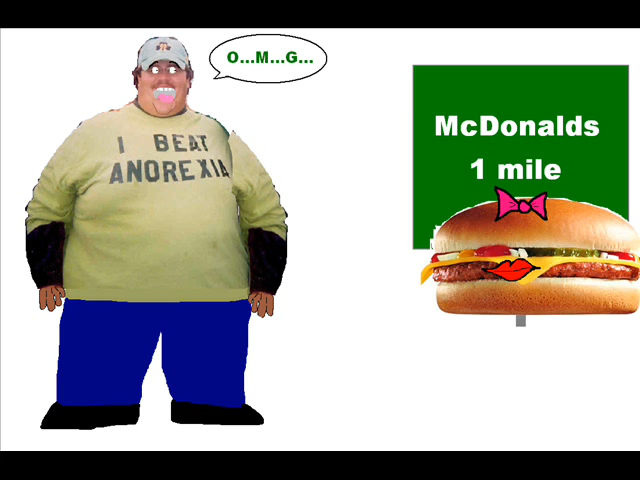 O...M...G...
I BEAT
ANOREXIA
McDonalds
1 mile